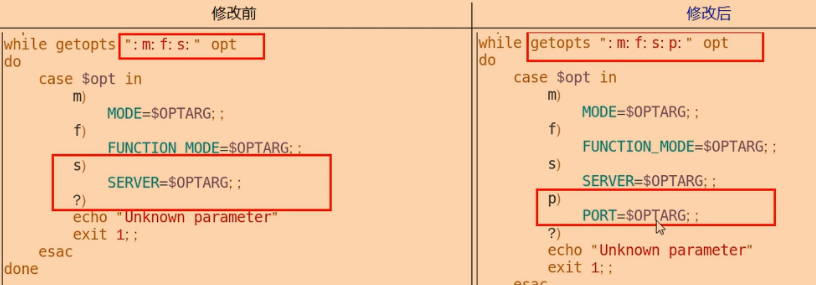 修改前
while getopts ":m:f:s:" opt
do
    case $opt in
        m)
            MODE=$OPTARG;;
        f)
            FUNCTION_MODE=$OPTARG;;
        s)
            SERVER=$OPTARG;;
        ?)
        echo "Unknown parameter"
        exit 1;;
    esac
done
修改后
while getopts ":m:f:s:p:" opt
do
    case $opt in
        m)
            MODE=$OPTARG;;
        f)
            FUNCTION_MODE=$OPTARG;;
        s)
            SERVER=$OPTARG;;
        p)
            PORT=$OPTARG;;
        ?)
        echo "Unknown parameter"
        exit 1;;
    esac